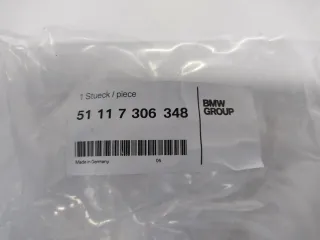 1 Stueck / piece
51 11 7 306 348
BMW
GROUP
Made in Germany